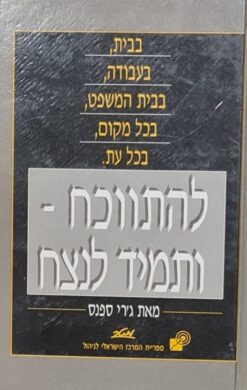 בבית,
בעבודה,
בבית המשפט,
בכל מקום,
בכל עת.
להתווכח -
ותמיד לנצח
מאת ג'רי ספנס
ספריית המרכז הישראלי לניהול